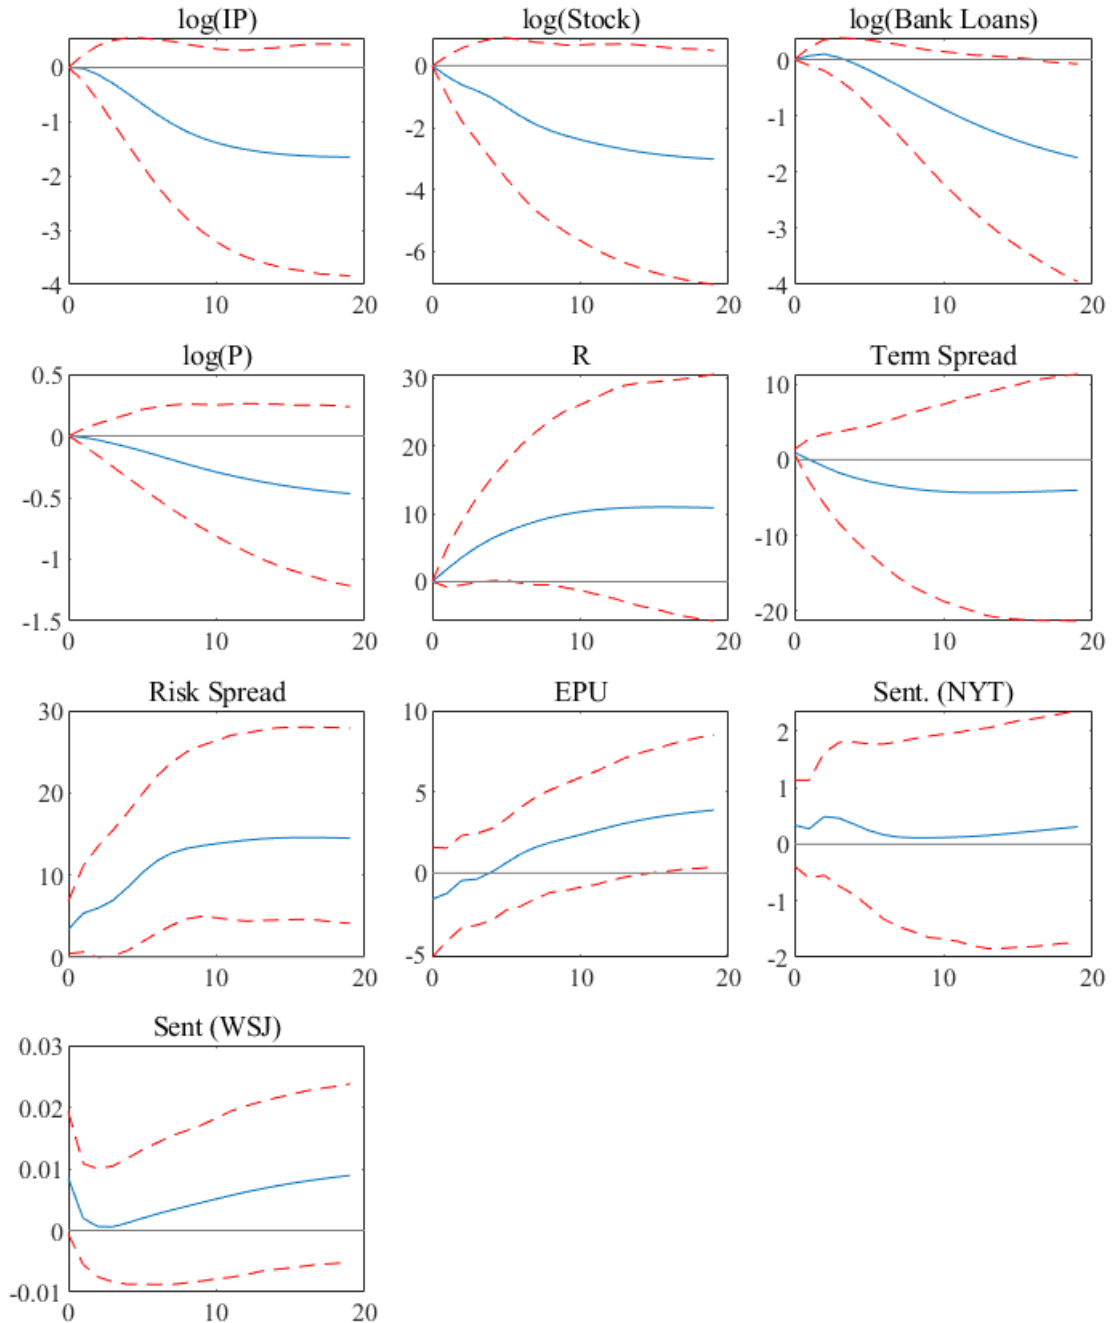 log(IP) log(Stock) log(Bank Loans)
0 0 0
-1 -2 -1
-2 -4 -2
-3 -6 -3
-4 -4
0 10 20 0 10 20 0 10 20
log(P) R Term Spread
0.5 30 10
0 20 0
-0.5 10 -10
-1 0 -20
-1.5
0 10 20 0 10 20 0 10 20
Risk Spread EPU Sent. (NYT)
30 10 2
20 5 1
10 0 0
0 -5 -1
-2
0 10 20 0 10 20 0 10 20
Sent (WSJ)
0.03
0.02
0.01
0
-0.01
0 10 20